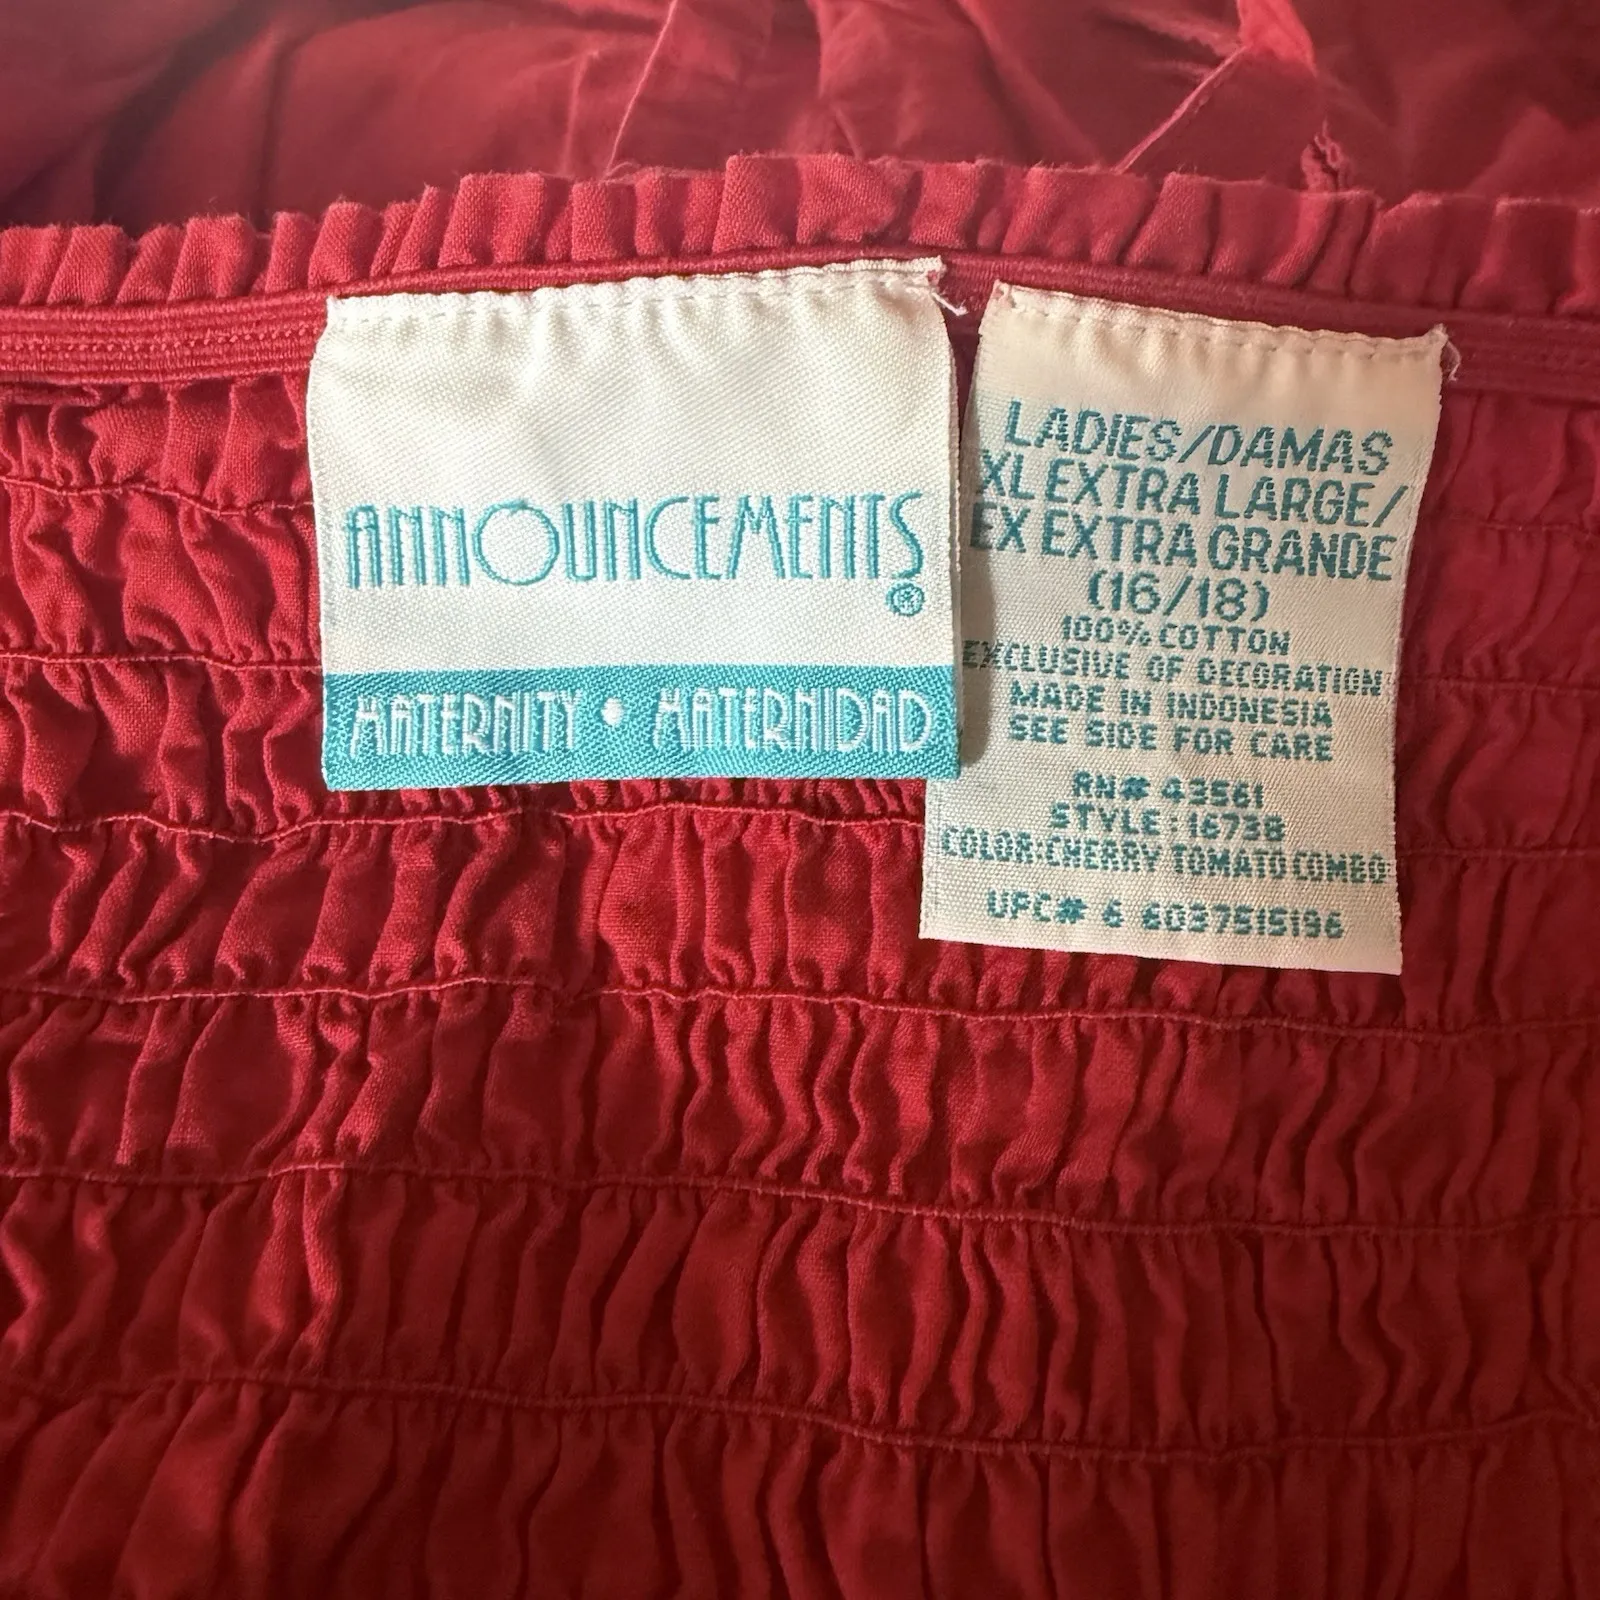 ANNOUNCEMENTS®
MATERNITY • MATERNIDAD
LADIES/DAMAS
XL EXTRA LARGE/
EX EXTRA GRANDE
(16/18)
100% COTTON
EXCLUSIVE OF DECORATION
MADE IN INDONESIA
SEE SIDE FOR CARE
RN# 43561
STYLE: 16738
COLOR: CHERRY TOMATO COMBO
UPC# 6 6037515196